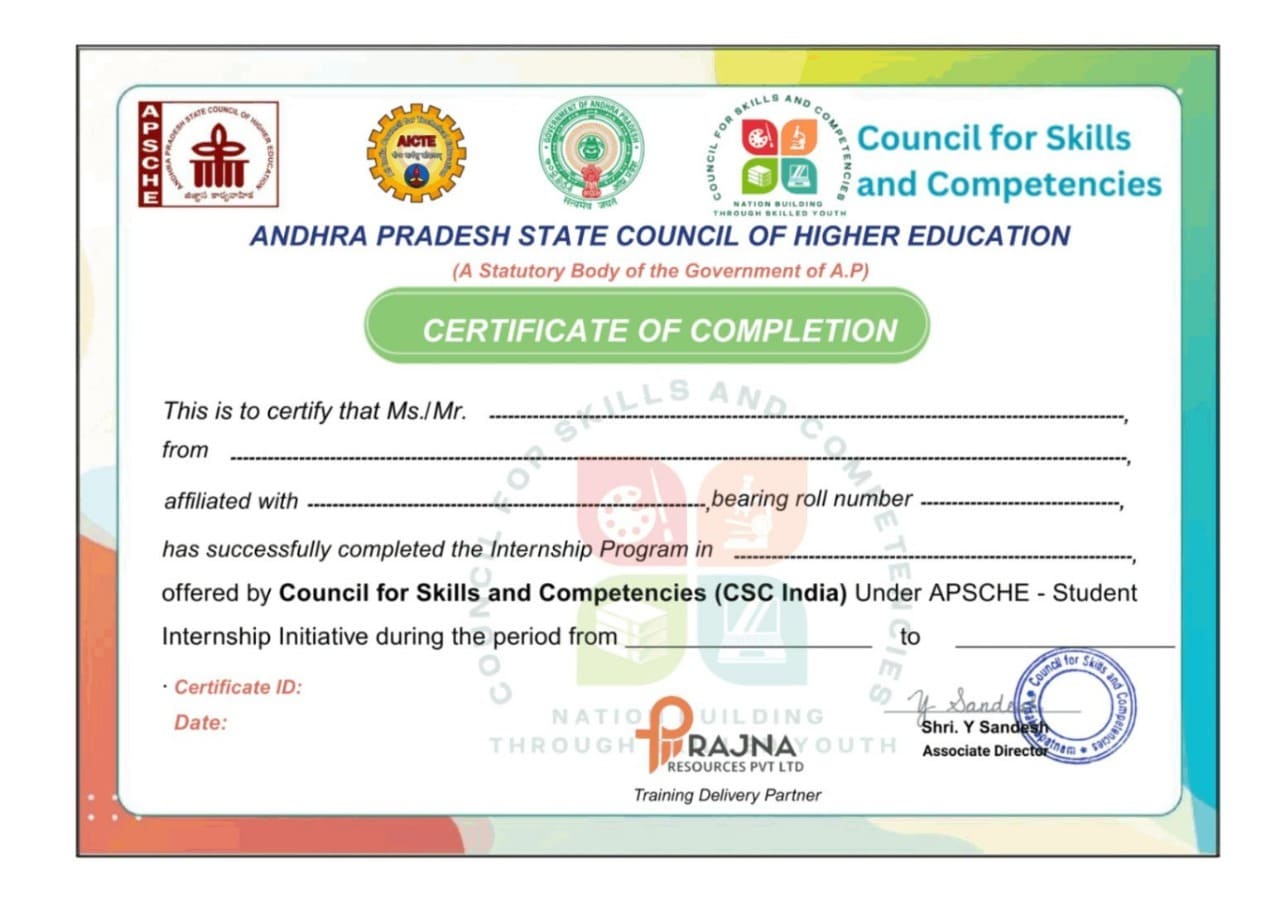 APSCHE
ANDHRA PRADESH STATE COUNCIL OF HIGHER EDUCATION
AICTE
GOVERNMENT OF ANDHRA PRADESH
सत्यमेव जयते
COUNCIL FOR SKILLS AND COMPETENCIES
NATION BUILDING
THROUGH SKILLED YOUTH
Council for Skills
and Competencies
ANDHRA PRADESH STATE COUNCIL OF HIGHER EDUCATION
(A Statutory Body of the Government of A.P)
CERTIFICATE OF COMPLETION
This is to certify that Ms./Mr. ,
from ,
affiliated with ,bearing roll number ,
has successfully completed the Internship Program in ,
offered by Council for Skills and Competencies (CSC India) Under APSCHE - Student
Internship Initiative during the period from to
· Certificate ID:
Date:
COUNCIL FOR SKILLS AND COMPETENCIES
NATION BUILDING
THROUGH YOUTH
PRAJNA
RESOURCES PVT LTD
Training Delivery Partner
Y Sandesh
Shri. Y Sandesh
Associate Director
Council for Skills and Competencies